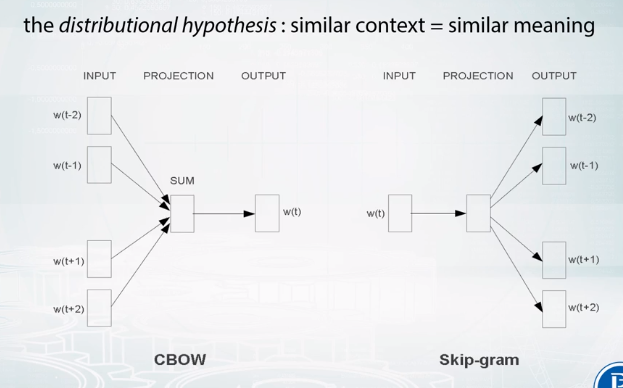 the distributional hypothesis : similar context = similar meaning
INPUT PROJECTION OUTPUT
w(t-2)
w(t-1)
SUM
w(t)
w(t+1)
w(t+2)
CBOW
INPUT PROJECTION OUTPUT
w(t-2)
w(t-1)
w(t)
w(t+1)
w(t+2)
Skip-gram